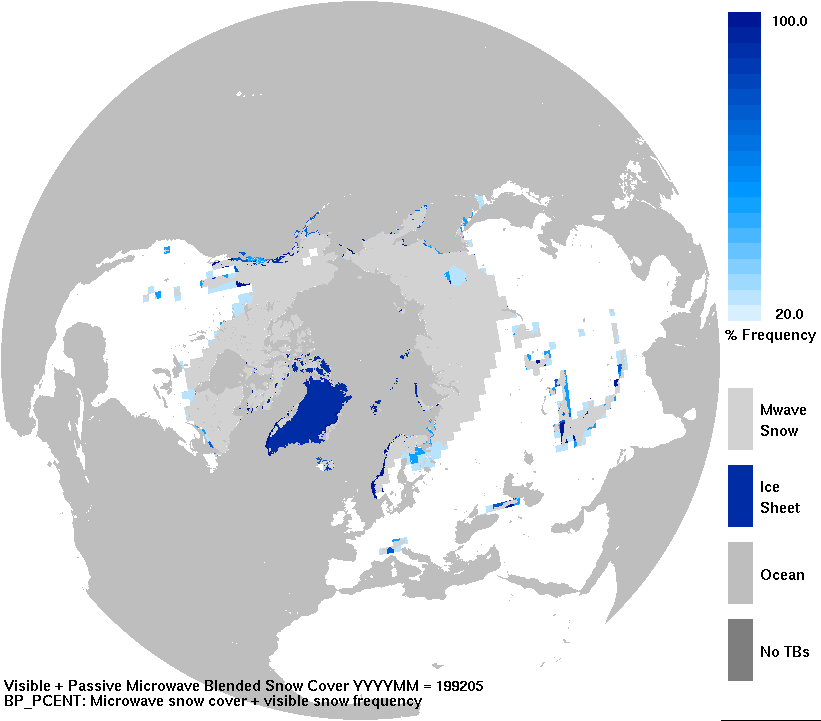 100.0
20.0
% Frequency
Mwave
Snow
Ice
Sheet
Ocean
No TBs
Visible + Passive Microwave Blended Snow Cover YYYYMM = 199205
BP_PCENT: Microwave snow cover + visible snow frequency